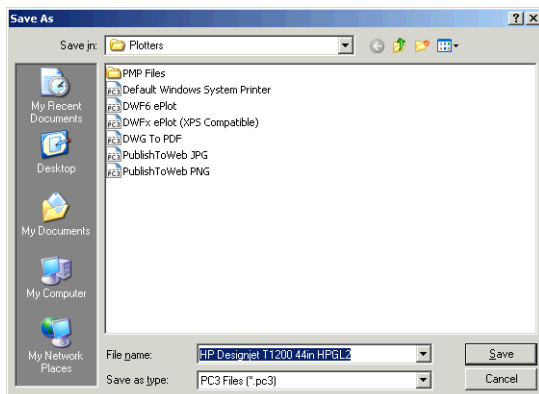 Save As
Save in: Plotters
My Recent Documents
Desktop
My Documents
My Computer
My Network Places
PMP Files
Default Windows System Printer
DWF6 ePlot
DWFx ePlot (XPS Compatible)
DWG To PDF
PublishToWeb JPG
PublishToWeb PNG
File name: HP Designjet T1200 44in HPGL2 Save
Save as type: PC3 Files (*.pc3) Cancel